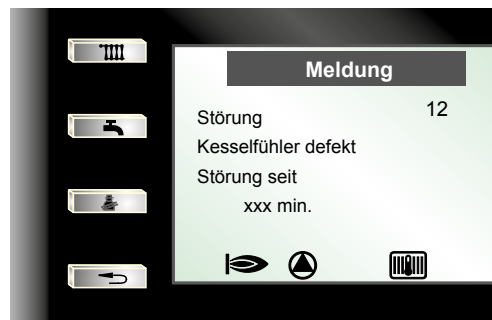 Meldung
Störung 12
Kesselfühler defekt
Störung seit
xxx min.